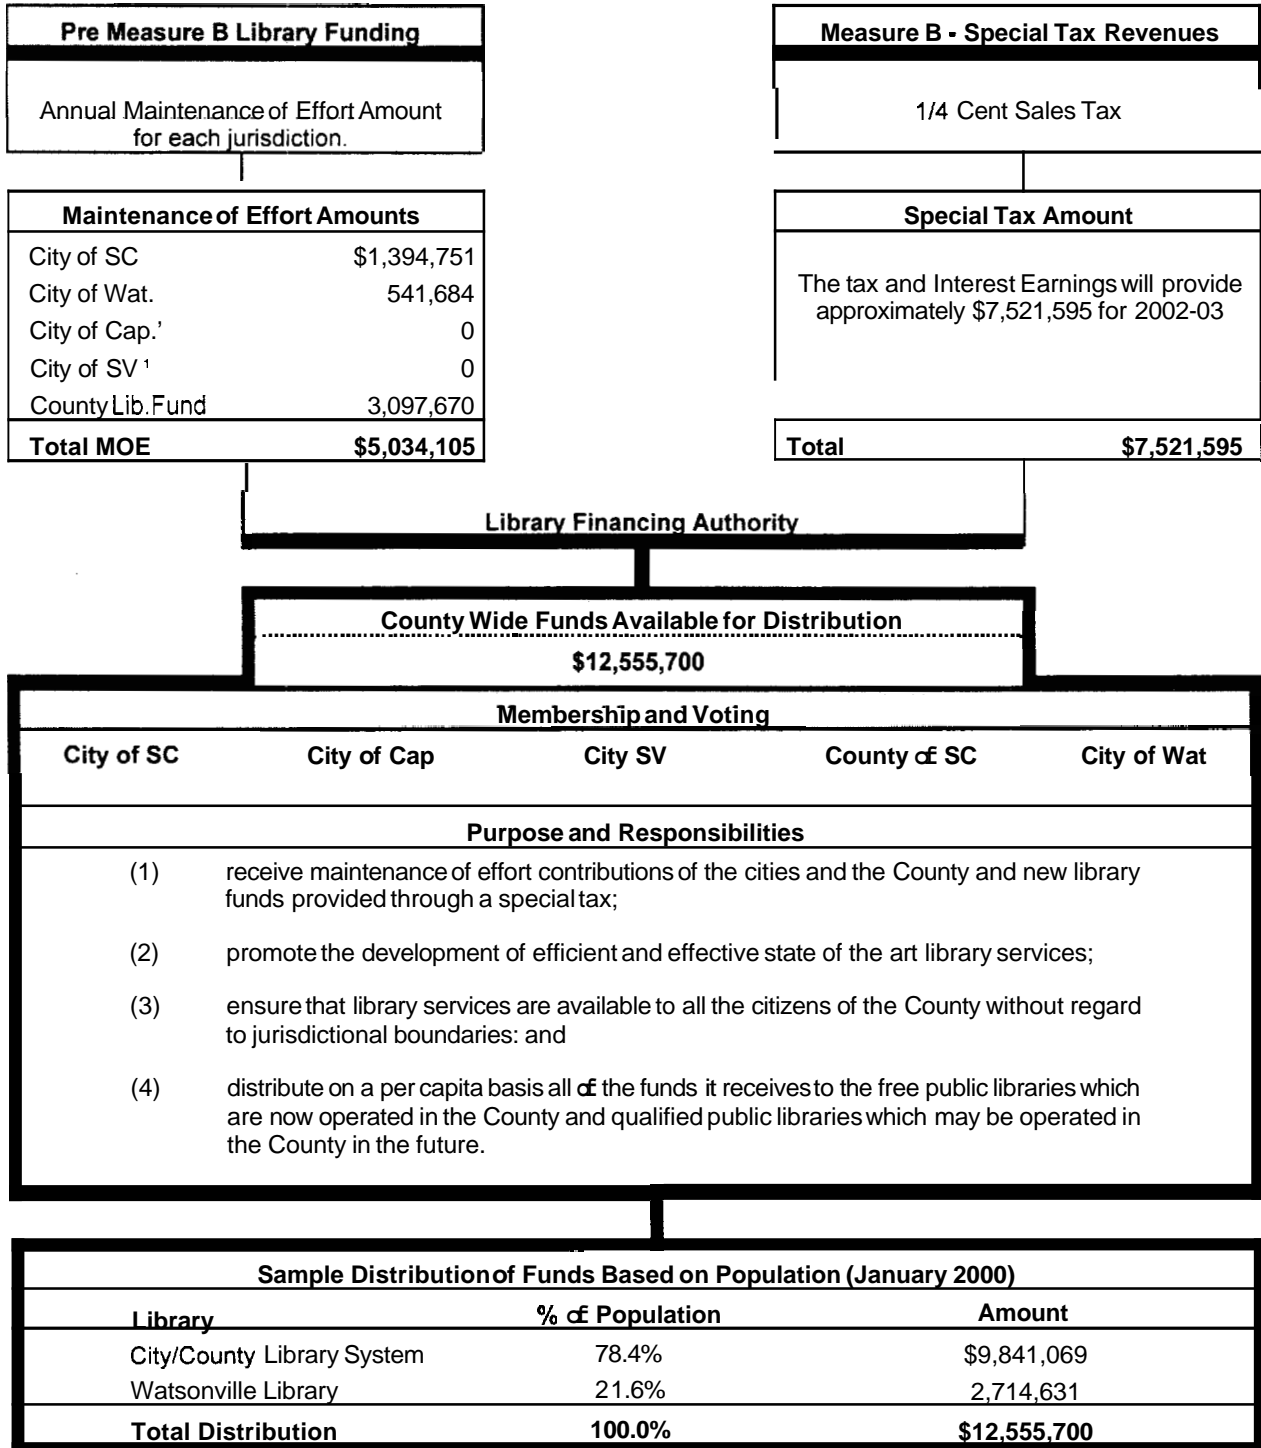 Pre Measure B Library Funding
Annual Maintenance of Effort Amount
for each jurisdiction.
Maintenance of Effort Amounts
City of SC $1,394,751
City of Wat. 541,684
City of Cap.' 0
City of SV ¹ 0
County Lib. Fund 3,097,670
Total MOE $5,034,105
Measure B - Special Tax Revenues
1/4 Cent Sales Tax
Special Tax Amount
The tax and Interest Earnings will provide
approximately $7,521,595 for 2002-03
Total $7,521,595
Library Financing Authority
County Wide Funds Available for Distribution
$12,555,700
Membership and Voting
City of SC City of Cap City SV County of SC City of Wat
Purpose and Responsibilities
(1) receive maintenance of effort contributions of the cities and the County and new library
funds provided through a special tax;
(2) promote the development of efficient and effective state of the art library services;
(3) ensure that library services are available to all the citizens of the County without regard
to jurisdictional boundaries: and
(4) distribute on a per capita basis all of the funds it receives to the free public libraries which
are now operated in the County and qualified public libraries which may be operated in
the County in the future.
Sample Distribution of Funds Based on Population (January 2000)
Library % of Population Amount
City/County Library System 78.4% $9,841,069
Watsonville Library 21.6% 2,714,631
Total Distribution 100.0% $12,555,700